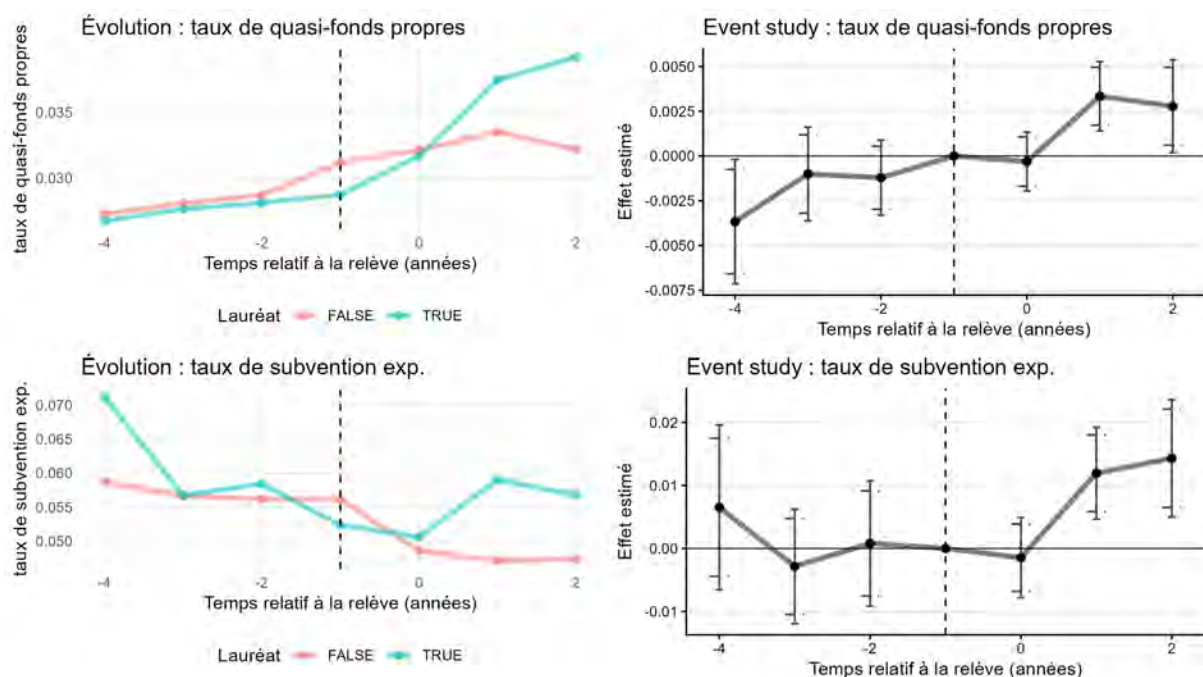 Évolution : taux de quasi-fonds propres
taux de quasi-fonds propres
0.035
0.030
-4
-2
0
2
Temps relatif à la relève (années)
Lauréat FALSE TRUE
Event study : taux de quasi-fonds propres
Effet estimé
0.0050
0.0025
0.0000
-0.0025
-0.0050
-0.0075
-4
-2
0
2
Temps relatif à la relève (années)
Évolution : taux de subvention exp.
taux de subvention exp.
0.070
0.065
0.060
0.055
0.050
-4
-2
0
2
Temps relatif à la relève (années)
Lauréat FALSE TRUE
Event study : taux de subvention exp.
Effet estimé
0.02
0.01
0.00
-0.01
-4
-2
0
2
Temps relatif à la relève (années)